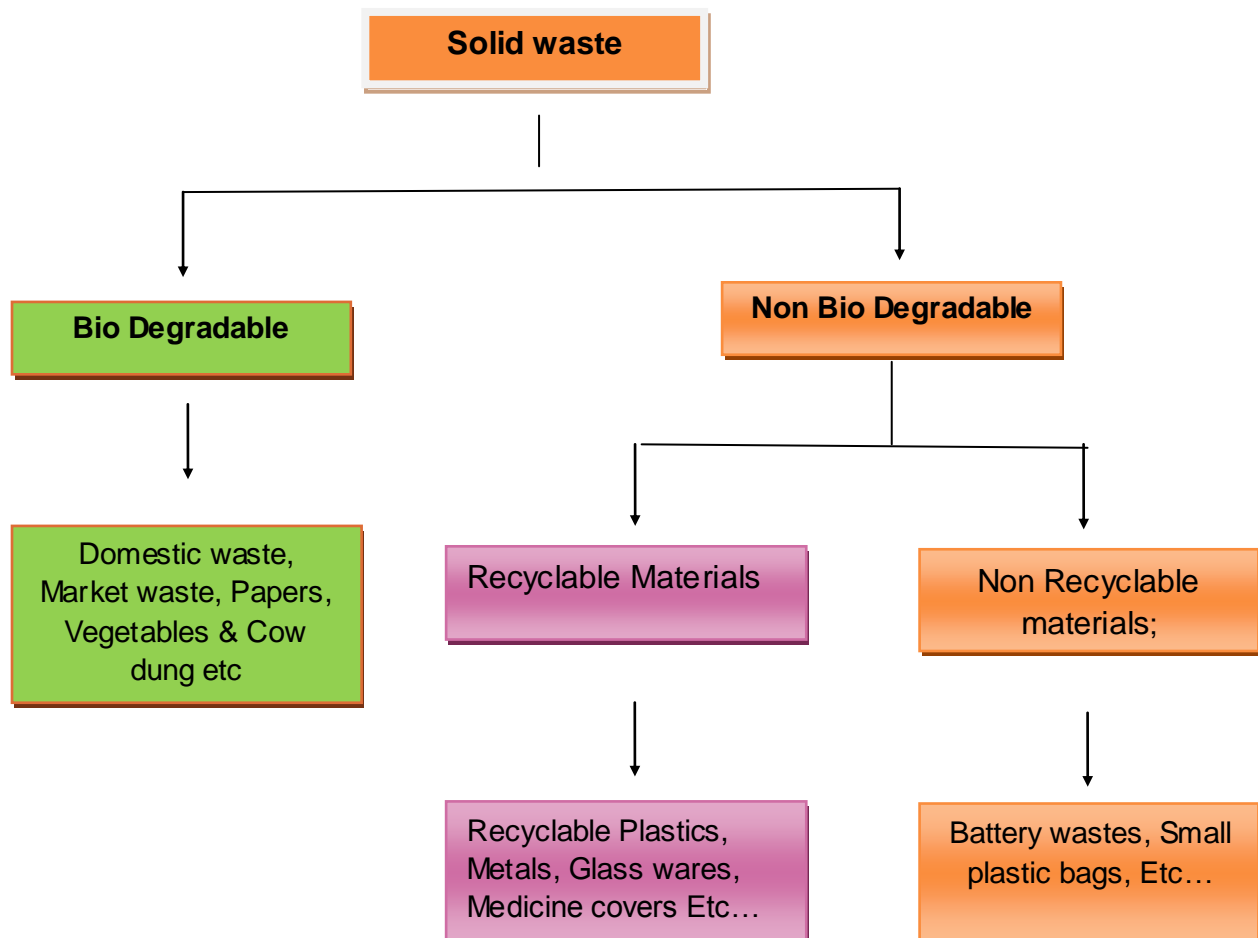 Solid waste
Bio Degradable
Non Bio Degradable
Domestic waste,
Market waste, Papers,
Vegetables & Cow
dung etc
Recyclable Materials
Non Recyclable
materials;
Recyclable Plastics,
Metals, Glass wares,
Medicine covers Etc…
Battery wastes, Small
plastic bags, Etc…